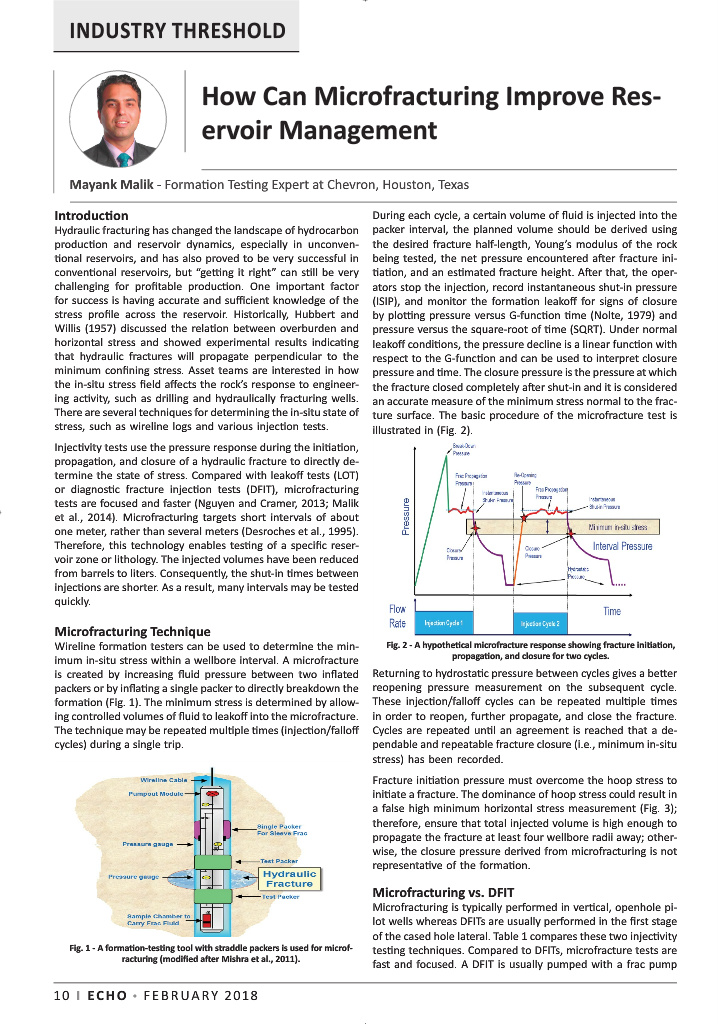 INDUSTRY THRESHOLD
How Can Microfracturing Improve Res-
ervoir Management
Mayank Malik - Formation Testing Expert at Chevron, Houston, Texas
Introduction
Hydraulic fracturing has changed the landscape of hydrocarbon
production and reservoir dynamics, especially in unconven-
tional reservoirs, and has also proved to be very successful in
conventional reservoirs, but “getting it right” can still be very
challenging for profitable production. One important factor
for success is having accurate and sufficient knowledge of the
stress profile across the reservoir. Historically, Hubbert and
Willis (1957) discussed the relation between overburden and
horizontal stress and showed experimental results indicating
that hydraulic fractures will propagate perpendicular to the
minimum confining stress. Asset teams are interested in how
the in-situ stress field affects the rock’s response to engineer-
ing activity, such as drilling and hydraulically fracturing wells.
There are several techniques for determining the in-situ state of
stress, such as wireline logs and various injection tests.
Injectivity tests use the pressure response during the initiation,
propagation, and closure of a hydraulic fracture to directly de-
termine the state of stress. Compared with leakoff tests (LOT)
or diagnostic fracture injection tests (DFIT), microfracturing
tests are focused and faster (Nguyen and Cramer, 2013; Malik
et al., 2014). Microfracturing targets short intervals of about
one meter, rather than several meters (Desroches et al., 1995).
Therefore, this technology enables testing of a specific reser-
voir zone or lithology. The injected volumes have been reduced
from barrels to liters. Consequently, the shut-in times between
injections are shorter. As a result, many intervals may be tested
quickly.
Microfracturing Technique
Wireline formation testers can be used to determine the min-
imum in-situ stress within a wellbore interval. A microfracture
is created by increasing fluid pressure between two inflated
packers or by inflating a single packer to directly breakdown the
formation (Fig. 1). The minimum stress is determined by allow-
ing controlled volumes of fluid to leakoff into the microfracture.
The technique may be repeated multiple times (injection/falloff
cycles) during a single trip.
Wireline Cable
Pumpout Module
Single Packer
For Sleeve Frac
Pressure gauge
Test Packer
Pressure gauge
Hydraulic
Fracture
Test Packer
Sample Chamber to
Carry Frac Fluid
Fig. 1 - A formation-testing tool with straddle packers is used for microf-
racturing (modified after Mishra et al., 2011).
During each cycle, a certain volume of fluid is injected into the
packer interval, the planned volume should be derived using
the desired fracture half-length, Young’s modulus of the rock
being tested, the net pressure encountered after fracture ini-
tiation, and an estimated fracture height. After that, the oper-
ators stop the injection, record instantaneous shut-in pressure
(ISIP), and monitor the formation leakoff for signs of closure
by plotting pressure versus G-function time (Nolte, 1979) and
pressure versus the square-root of time (SQRT). Under normal
leakoff conditions, the pressure decline is a linear function with
respect to the G-function and can be used to interpret closure
pressure and time. The closure pressure is the pressure at which
the fracture closed completely after shut-in and it is considered
an accurate measure of the minimum stress normal to the frac-
ture surface. The basic procedure of the microfracture test is
illustrated in (Fig. 2).
Break-Down
Pressure
Free Propagation
Pressure
Instantaneous
Shut-in Pressure
Re-Opening
Pressure
Free Propagation
Pressure
Instantaneous
Shut-in Pressure
Pressure
Minimum in-situ stress
Closure
Pressure
Closure
Pressure
Interval Pressure
Hydrostatic
Pressure
Flow
Rate
Injection Cycle 1
Injection Cycle 2
Time
Fig. 2 - A hypothetical microfracture response showing fracture initiation,
propagation, and closure for two cycles.
Returning to hydrostatic pressure between cycles gives a better
reopening pressure measurement on the subsequent cycle.
These injection/falloff cycles can be repeated multiple times
in order to reopen, further propagate, and close the fracture.
Cycles are repeated until an agreement is reached that a de-
pendable and repeatable fracture closure (i.e., minimum in-situ
stress) has been recorded.
Fracture initiation pressure must overcome the hoop stress to
initiate a fracture. The dominance of hoop stress could result in
a false high minimum horizontal stress measurement (Fig. 3);
therefore, ensure that total injected volume is high enough to
propagate the fracture at least four wellbore radii away; other-
wise, the closure pressure derived from microfracturing is not
representative of the formation.
Microfracturing vs. DFIT
Microfracturing is typically performed in vertical, openhole pi-
lot wells whereas DFITs are usually performed in the first stage
of the cased hole lateral. Table 1 compares these two injectivity
testing techniques. Compared to DFITs, microfracture tests are
fast and focused. A DFIT is usually pumped with a frac pump
10 | ECHO • FEBRUARY 2018